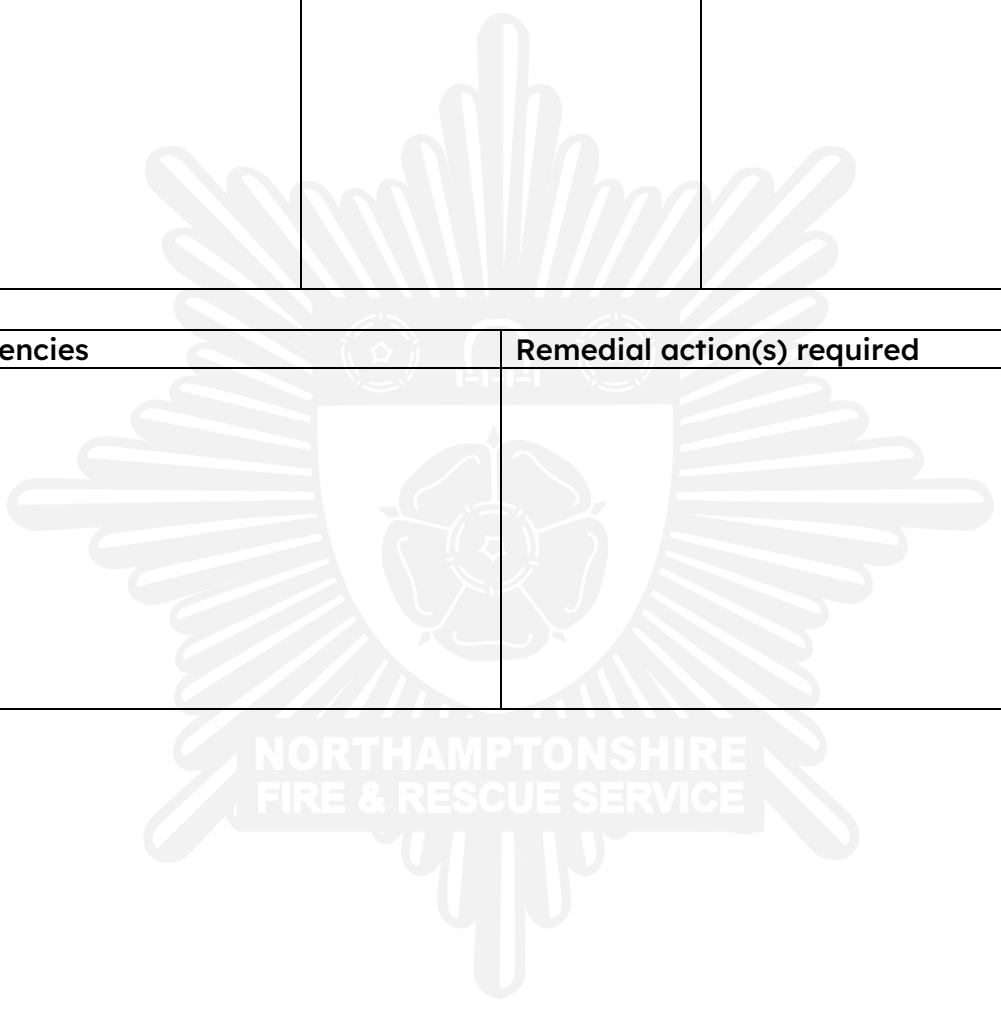 encies
Remedial action(s) required
NORTHAMPTONSHIRE
FIRE & RESCUE SERVICE